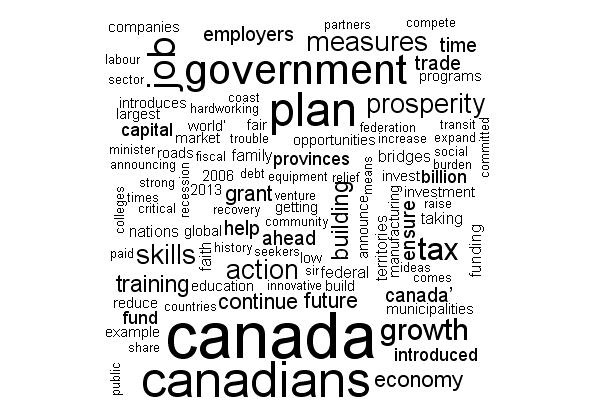 companies
partners
compete
employers
labour
job
measures
time
government
trade
sector
programs
introduces
coast
plan
prosperity
largest
hardworking
capital
world'
fair
federation
transit
committed
market
trouble
opportunities
increase
expand
minister
roads
fiscal
family
provinces
bridges
social
announcing
burden
strong
recession
2006
debt
equipment
relief
means
invest
billion
colleges
times
2013
grant
venture
building
announce
manufacturing
ensure
investment
critical
recovery
getting
raise
nations
global
help
community
territories
taking
faith
history
ahead
tax
funding
paid
skills
seekers
low
action
sir
federal
ideas
comes
training
education
innovative
build
canada'
reduce
countries
continue
future
municipalities
fund
example
canada
growth
share
introduced
public
canadians
economy